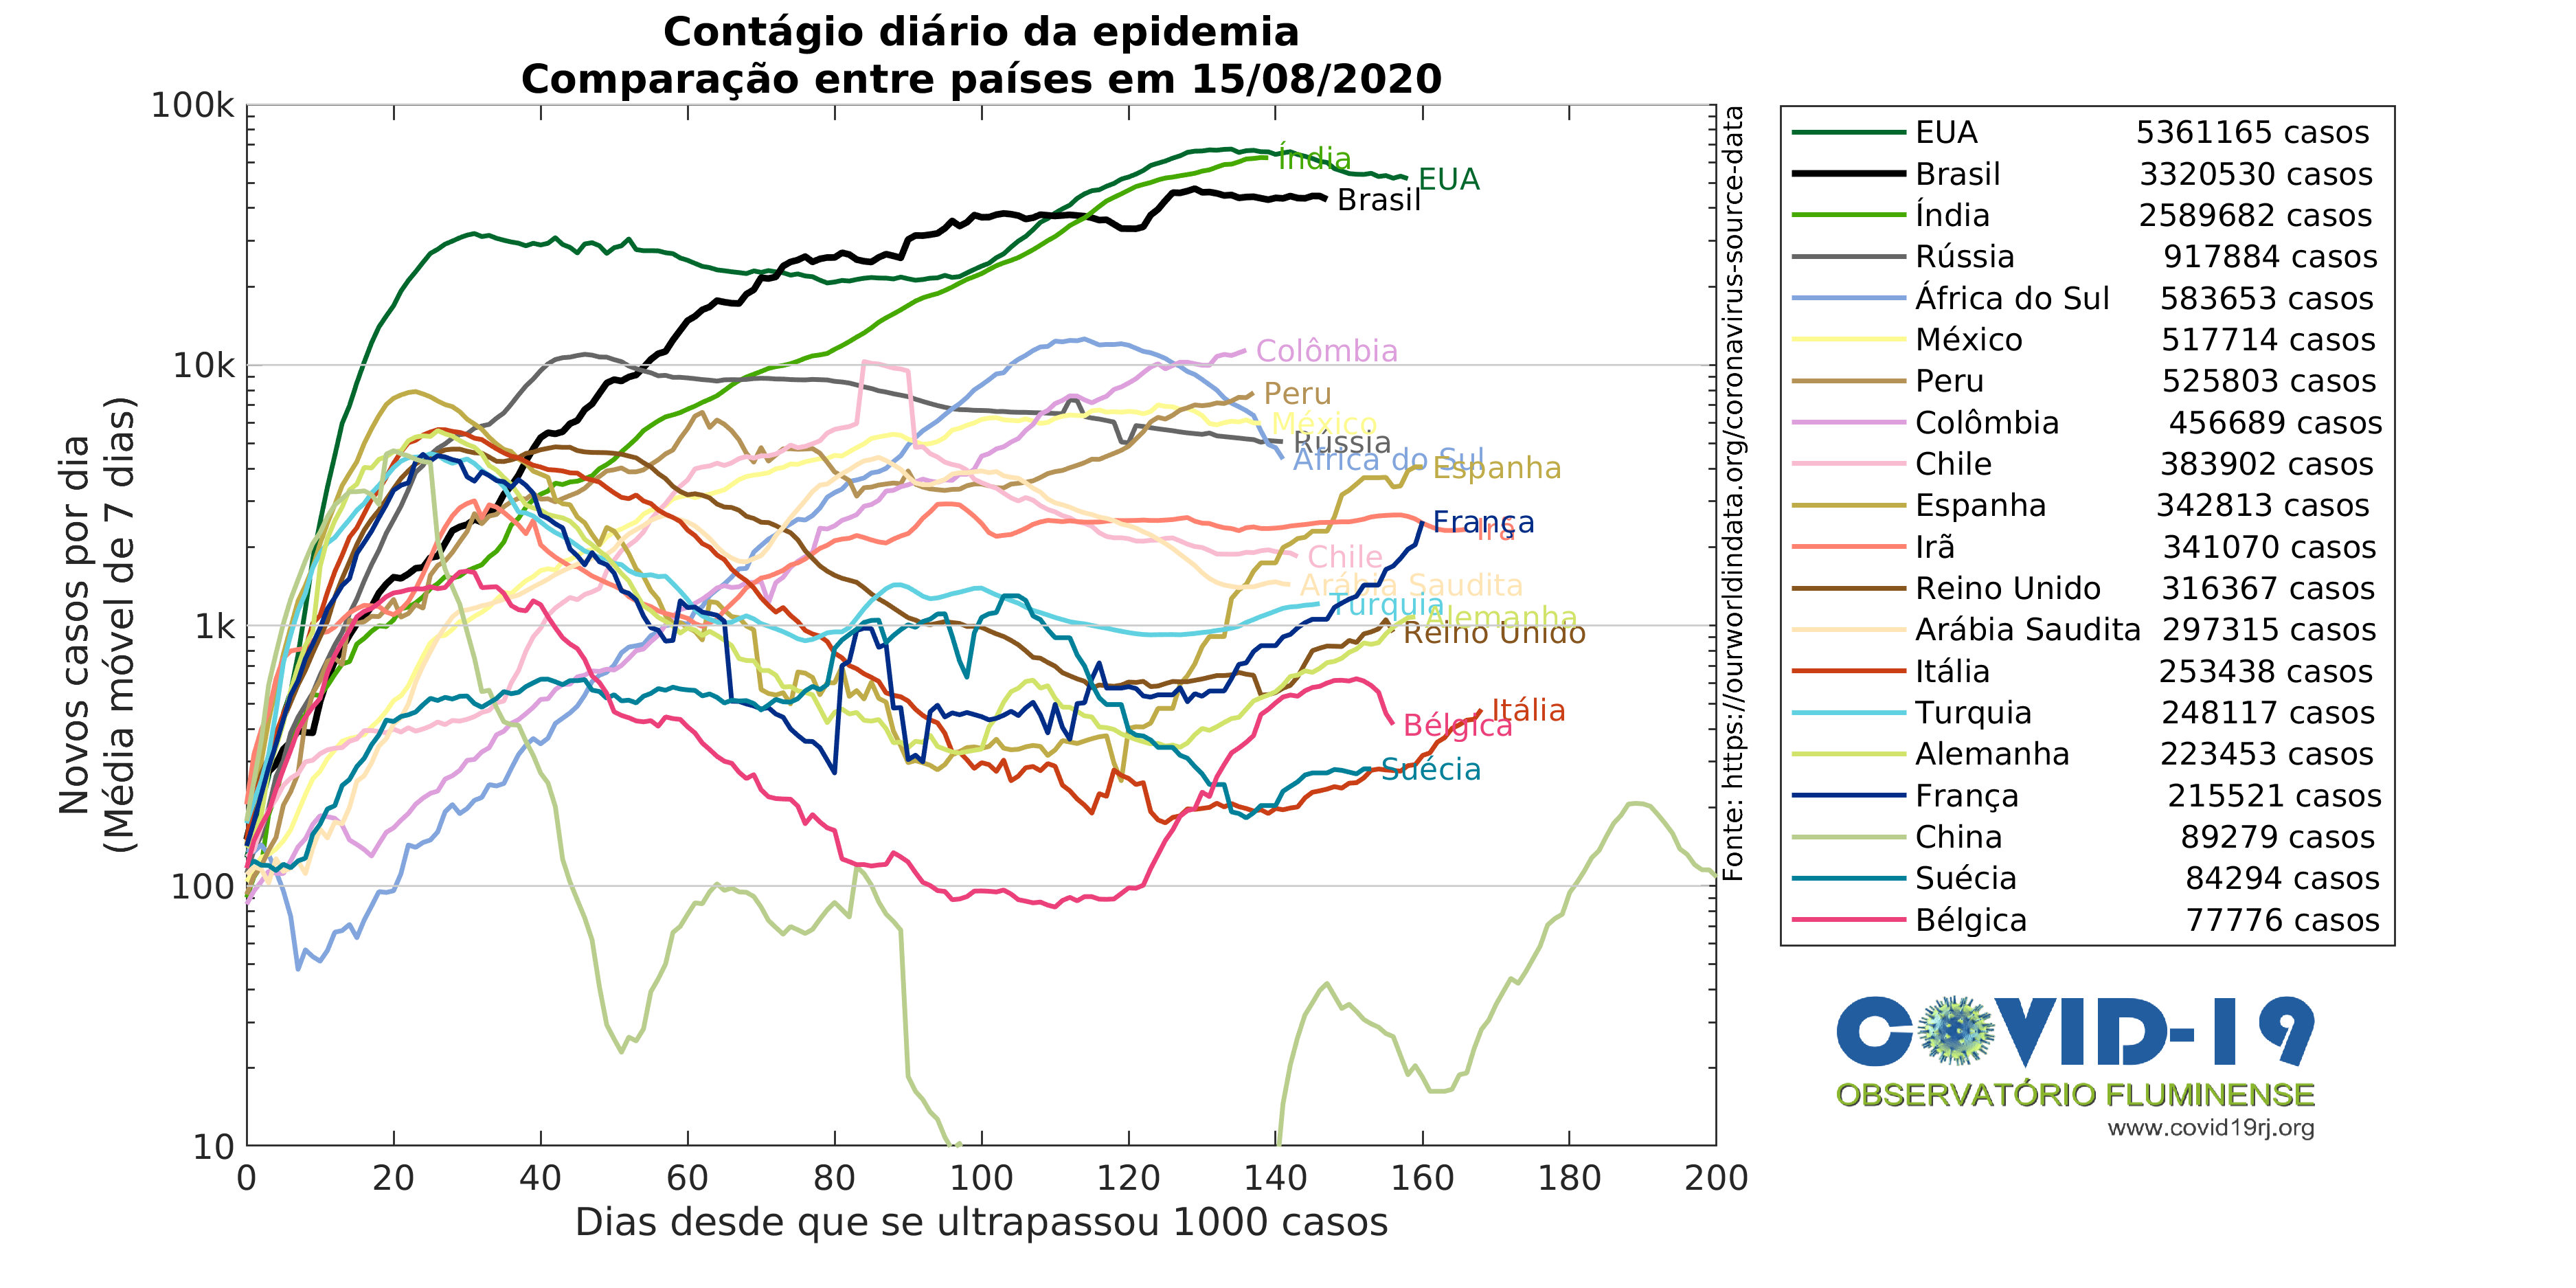 Contágio diário da epidemia
Comparação entre países em 15/08/2020
Novos casos por dia
(Média móvel de 7 dias)
100k
10k
1k
100
10
0 20 40 60 80 100 120 140 160 180 200
Dias desde que se ultrapassou 1000 casos
Índia
EUA
Brasil
Colômbia
Peru
México
Rússia
África do Sul
Espanha
França
Irã
Chile
Arábia Saudita
Turquia
Alemanha
Reino Unido
Itália
Bélgica
Suécia
Fonte: https://ourworldindata.org/coronavirus-source-data
EUA 5361165 casos
Brasil 3320530 casos
Índia 2589682 casos
Rússia 917884 casos
África do Sul 583653 casos
México 517714 casos
Peru 525803 casos
Colômbia 456689 casos
Chile 383902 casos
Espanha 342813 casos
Irã 341070 casos
Reino Unido 316367 casos
Arábia Saudita 297315 casos
Itália 253438 casos
Turquia 248117 casos
Alemanha 223453 casos
França 215521 casos
China 89279 casos
Suécia 84294 casos
Bélgica 77776 casos
COVID-19
OBSERVATÓRIO FLUMINENSE
www.covid19rj.org